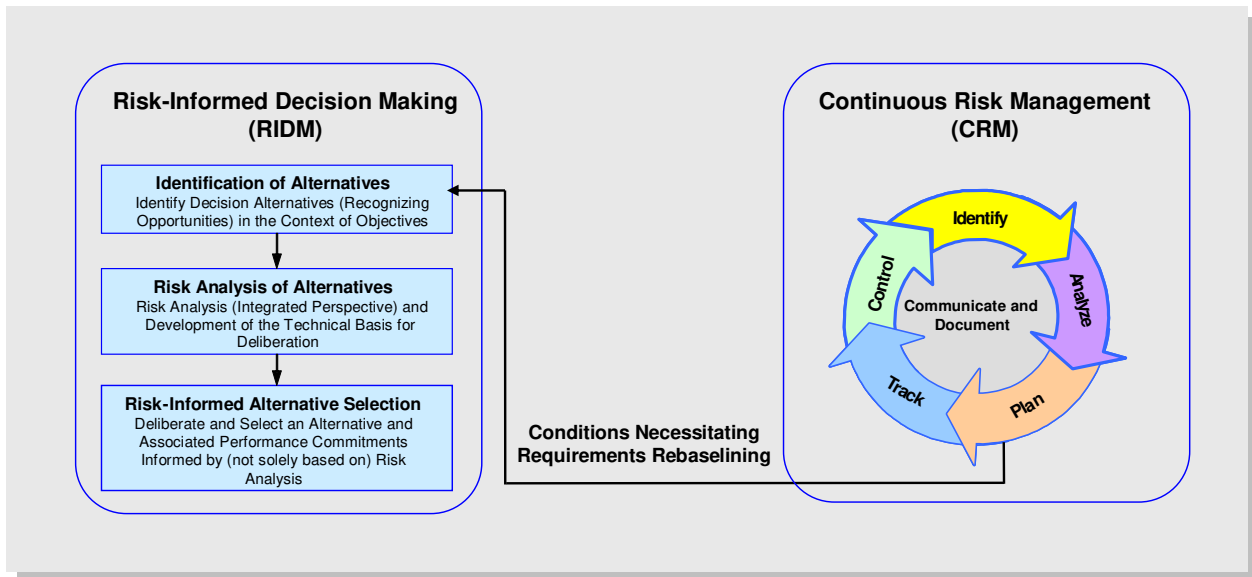 Risk-Informed Decision Making
(RIDM)
Identification of Alternatives
Identify Decision Alternatives (Recognizing
Opportunities) in the Context of Objectives
Risk Analysis of Alternatives
Risk Analysis (Integrated Perspective) and
Development of the Technical Basis for
Deliberation
Risk-Informed Alternative Selection
Deliberate and Select an Alternative and
Associated Performance Commitments
Informed by (not solely based on) Risk
Analysis
Conditions Necessitating
Requirements Rebaselining
Continuous Risk Management
(CRM)
Identify
Analyze
Plan
Track
Control
Communicate and
Document